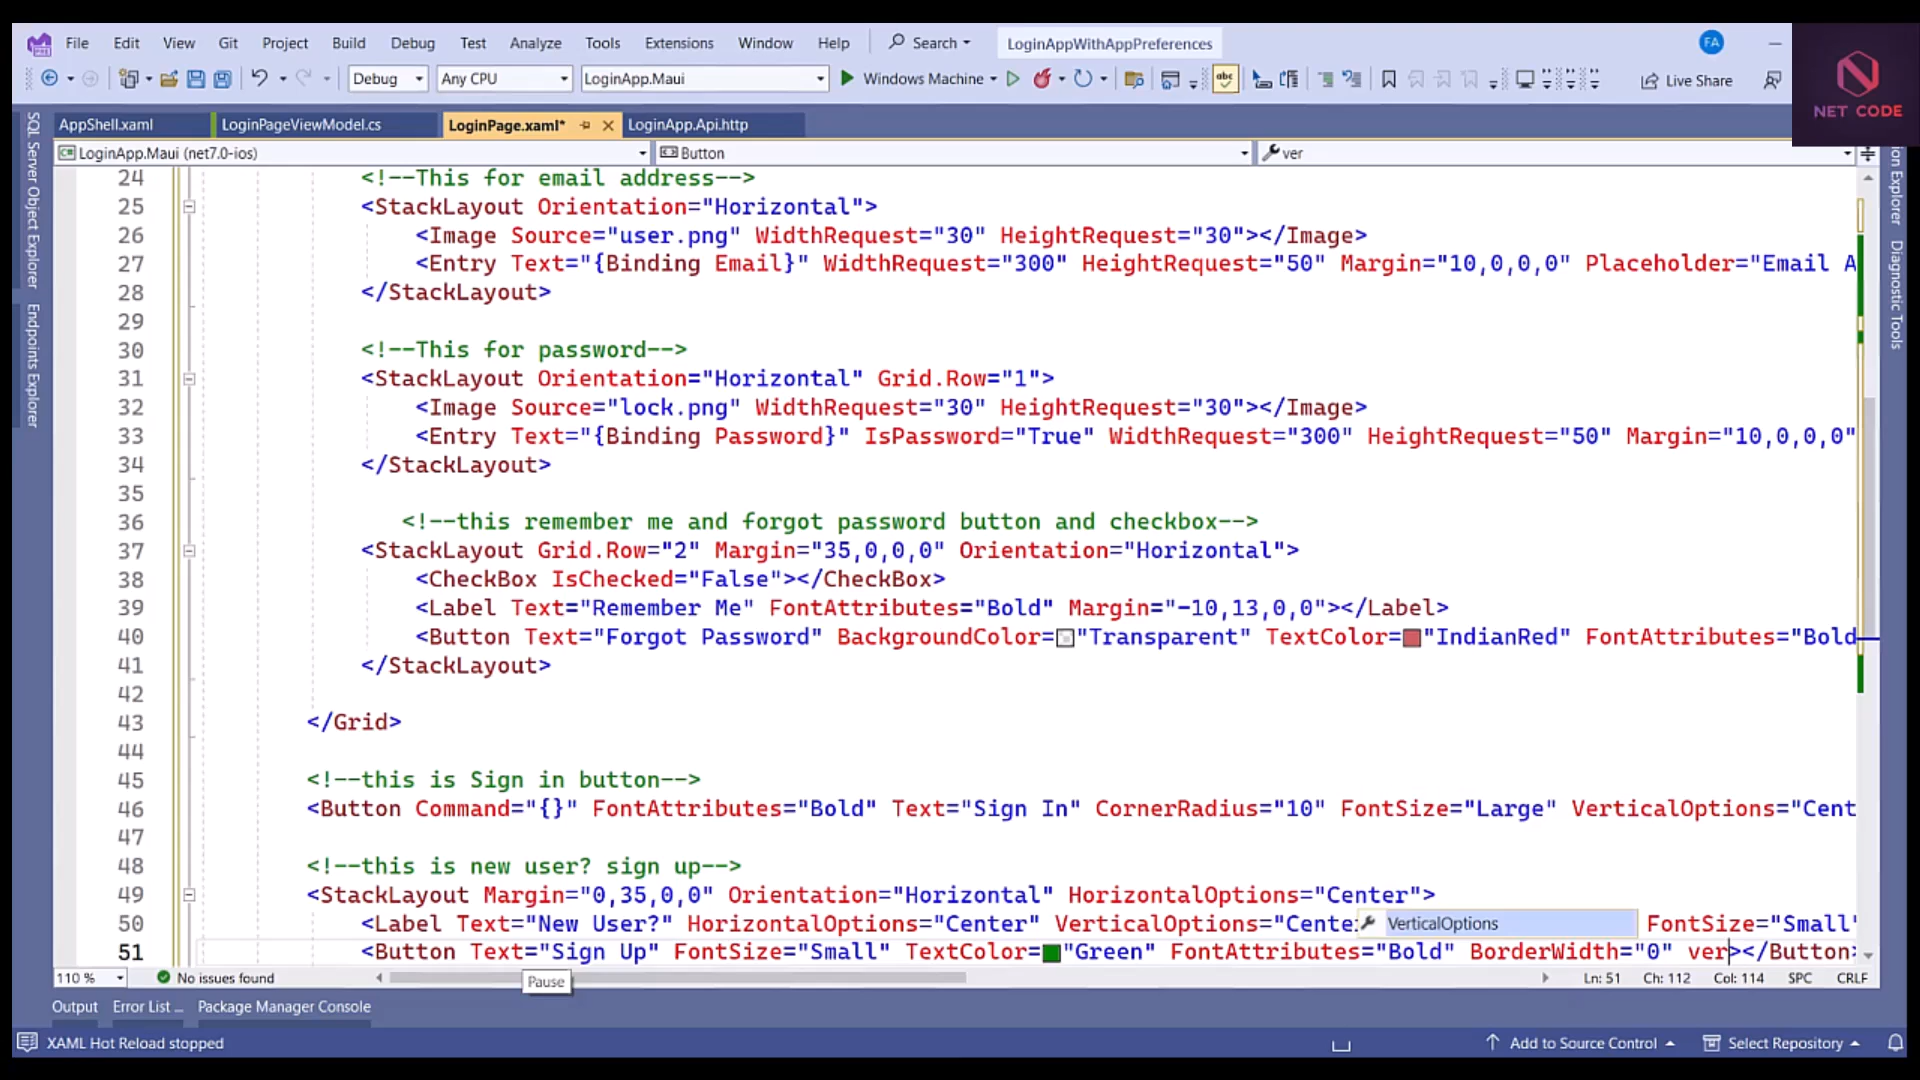 File Edit View Git Project Build Debug Test Analyze Tools Extensions Window Help Search LoginAppWithAppPreferences FA
Debug Any CPU LoginApp.Maui Windows Machine Live Share
NET CODE
AppShell.xaml LoginPageViewModel.cs LoginPage.xaml* LoginApp.Api.http
LoginApp.Maui (net7.0-ios) Button ver
SQL Server Object Explorer
Endpoints Explorer
24 <!--This for email address-->
25 <StackLayout Orientation="Horizontal">
26 <Image Source="user.png" WidthRequest="30" HeightRequest="30"></Image>
27 <Entry Text="{Binding Email}" WidthRequest="300" HeightRequest="50" Margin="10,0,0,0" Placeholder="Email A
28 </StackLayout>
29
30 <!--This for password-->
31 <StackLayout Orientation="Horizontal" Grid.Row="1">
32 <Image Source="lock.png" WidthRequest="30" HeightRequest="30"></Image>
33 <Entry Text="{Binding Password}" IsPassword="True" WidthRequest="300" HeightRequest="50" Margin="10,0,0,0"
34 </StackLayout>
35
36 <!--this remember me and forgot password button and checkbox-->
37 <StackLayout Grid.Row="2" Margin="35,0,0,0" Orientation="Horizontal">
38 <CheckBox IsChecked="False"></CheckBox>
39 <Label Text="Remember Me" FontAttributes="Bold" Margin="-10,13,0,0"></Label>
40 <Button Text="Forgot Password" BackgroundColor="Transparent" TextColor="IndianRed" FontAttributes="Bold
41 </StackLayout>
42
43 </Grid>
44
45 <!--this is Sign in button-->
46 <Button Command="{}" FontAttributes="Bold" Text="Sign In" CornerRadius="10" FontSize="Large" VerticalOptions="Cent
47
48 <!--this is new user? sign up-->
49 <StackLayout Margin="0,35,0,0" Orientation="Horizontal" HorizontalOptions="Center">
50 <Label Text="New User?" HorizontalOptions="Center" VerticalOptions="Cente VerticalOptions FontSize="Small"
51 <Button Text="Sign Up" FontSize="Small" TextColor="Green" FontAttributes="Bold" BorderWidth="0" ver></Button>
ion Explorer
Diagnostic Tools
110 % No issues found Pause Ln: 51 Ch: 112 Col: 114 SPC CRLF
Output Error List ... Package Manager Console
XAML Hot Reload stopped Add to Source Control Select Repository